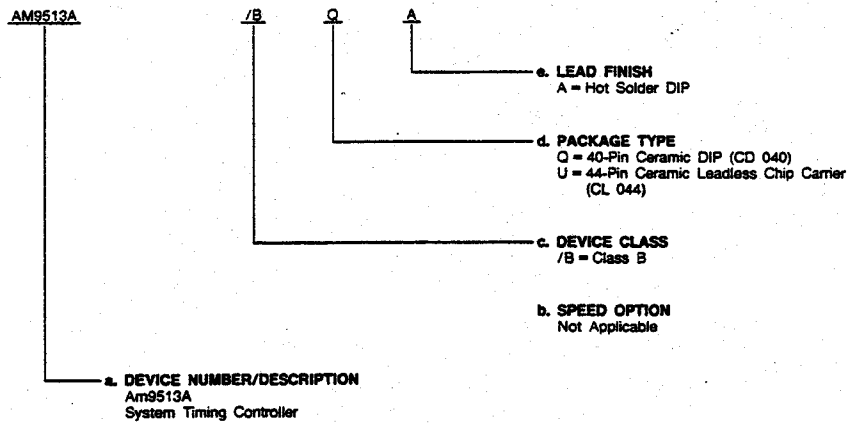 AM9513A /B Q A
e. LEAD FINISH
A = Hot Solder DIP
d. PACKAGE TYPE
Q = 40-Pin Ceramic DIP (CD 040)
U = 44-Pin Ceramic Leadless Chip Carrier
(CL 044)
c. DEVICE CLASS
/B = Class B
b. SPEED OPTION
Not Applicable
a. DEVICE NUMBER/DESCRIPTION
Am9513A
System Timing Controller